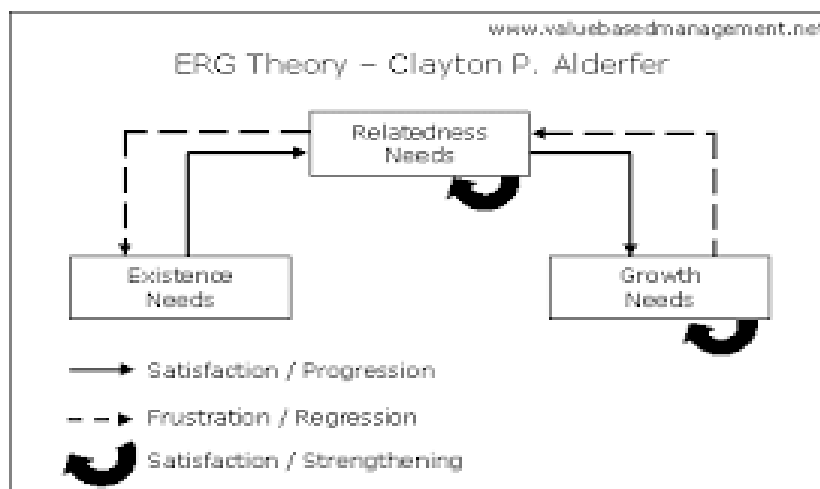 www.valuebasedmanagement.net
ERG Theory – Clayton P. Alderfer
Relatedness
Needs
Existence
Needs
Growth
Needs
Satisfaction / Progression
Frustration / Regression
Satisfaction / Strengthening